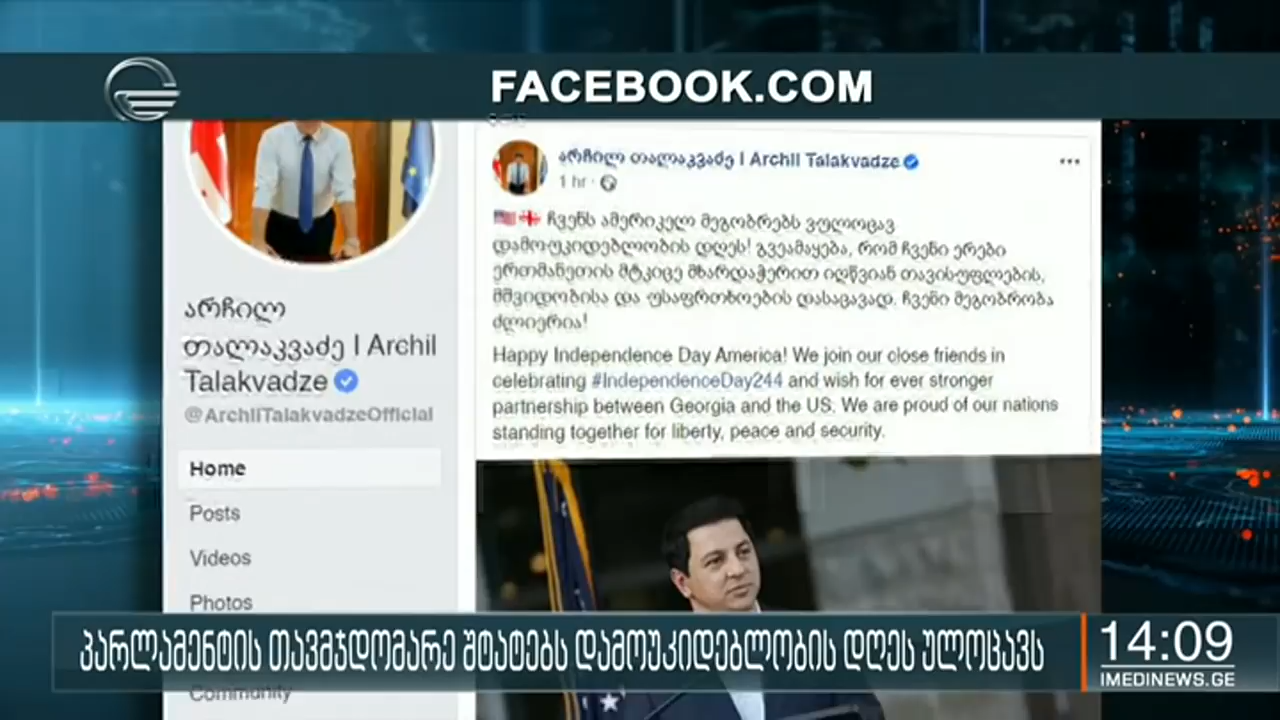 FACEBOOK.COM
არჩილ თალაკვაძე | Archil Talakvadze
1 hr ·
ჩვენს ამერიკელ მეგობრებს ვულოცავ
დამოუკიდებლობის დღეს! გვეამაყება, რომ ჩვენი ერები
ერთმანეთის მტკიცე მხარდაჭერით იღწვიან თავისუფლების,
მშვიდობისა და უსაფრთხოების დასაცავად. ჩვენი მეგობრობა
ძლიერია!
Happy Independence Day America! We join our close friends in
celebrating #IndependenceDay244 and wish for ever stronger
partnership between Georgia and the US. We are proud of our nations
standing together for liberty, peace and security.
არჩილ
თალაკვაძე | Archil
Talakvadze
@ArchilTalakvadzeOfficial
Home
Posts
Videos
Photos
Community
პარლამენტის თავმჯდომარე შტატებს დამოუკიდებლობის დღეს ულოცავს
14:09
IMEDINEWS.GE